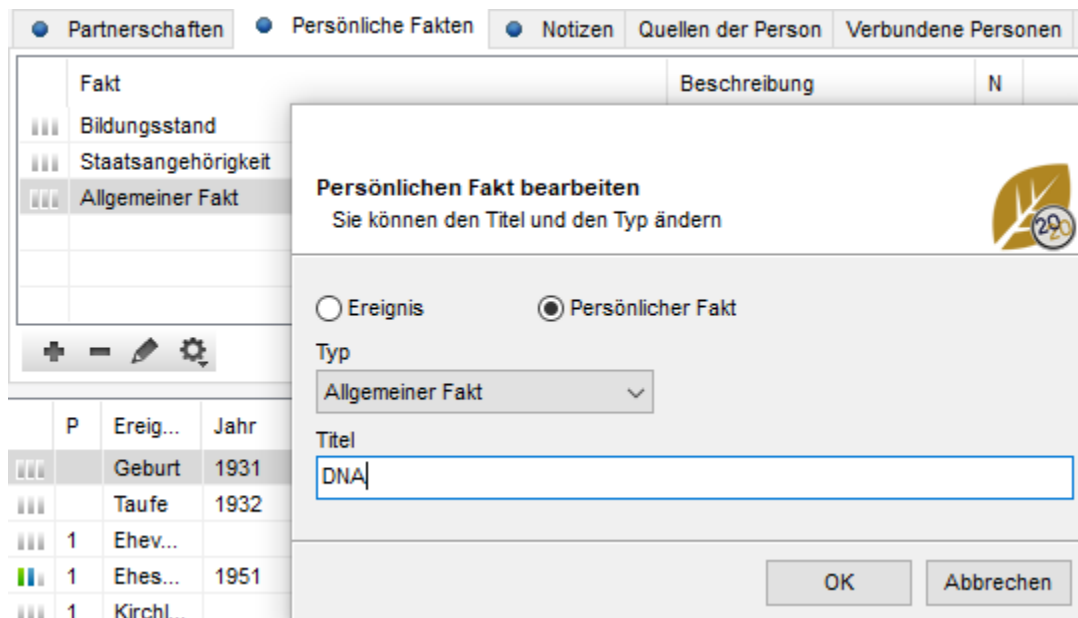 Partnerschaften Persönliche Fakten Notizen Quellen der Person Verbundene Personen
Fakt Beschreibung N
Bildungsstand
Staatsangehörigkeit
Allgemeiner Fakt
Persönlichen Fakt bearbeiten
Sie können den Titel und den Typ ändern
2020
Ereignis Persönlicher Fakt
Typ
Allgemeiner Fakt
Titel
DNA
OK Abbrechen
P Ereig... Jahr
Geburt 1931
Taufe 1932
1 Ehev...
1 Ehes... 1951
1 Kirchl...